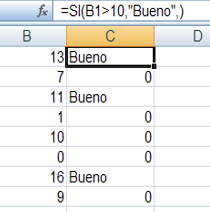 fx =SI(B1>10,"Bueno",)
B C D
13 Bueno
7 0
11 Bueno
1 0
10 0
0 0
16 Bueno
9 0